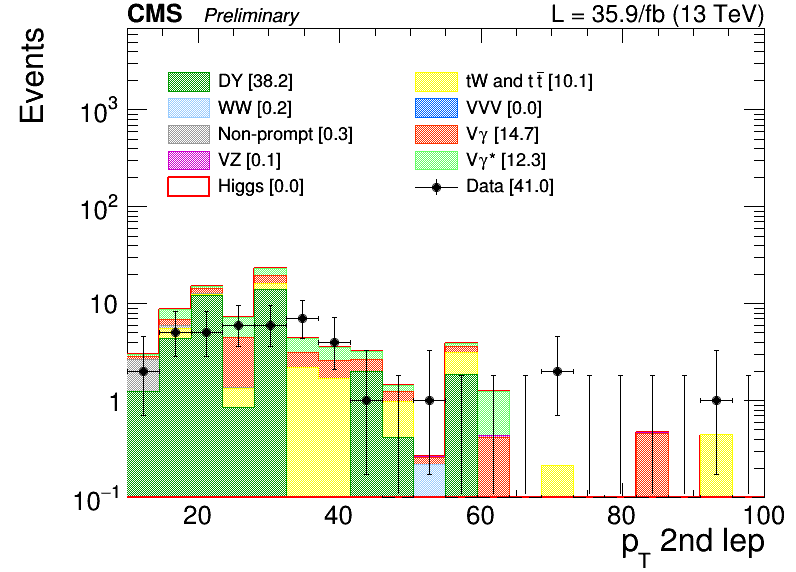 CMS Preliminary L = 35.9/fb (13 TeV)
Events
DY [38.2]
WW [0.2]
Non-prompt [0.3]
VZ [0.1]
Higgs [0.0]
tW and t t̄ [10.1]
VVV [0.0]
Vγ [14.7]
Vγ* [12.3]
Data [41.0]
10³
10²
10
1
10⁻¹
20 40 60 80 100
p_T 2nd lep